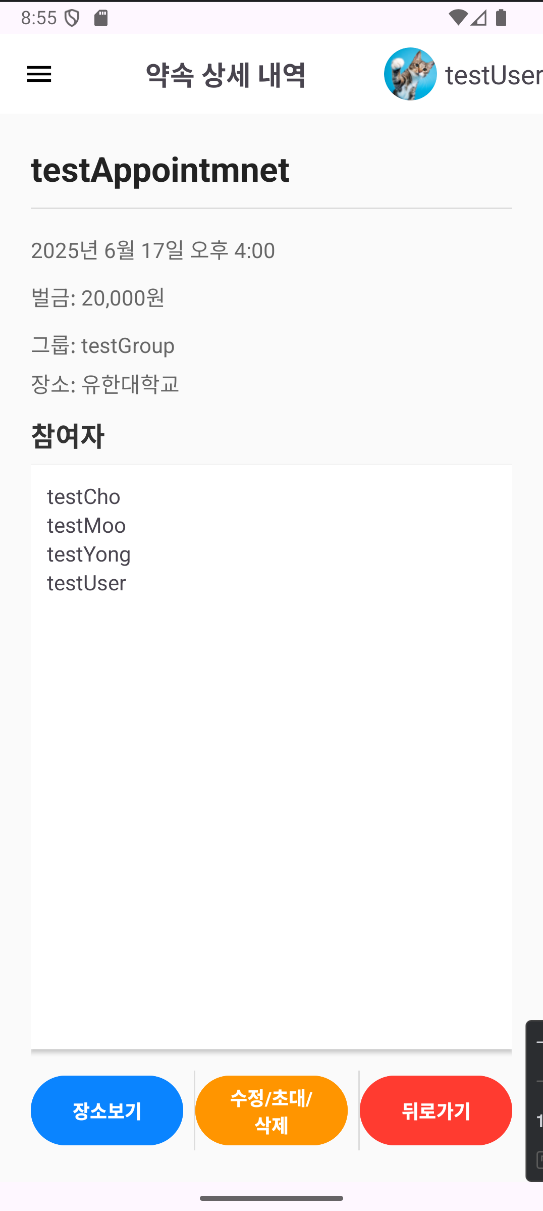 8:55
약속 상세 내역
testUser
testAppointmnet
2025년 6월 17일 오후 4:00
벌금: 20,000원
그룹: testGroup
장소: 유한대학교
참여자
testCho
testMoo
testYong
testUser
장소보기
수정/초대/
삭제
뒤로가기